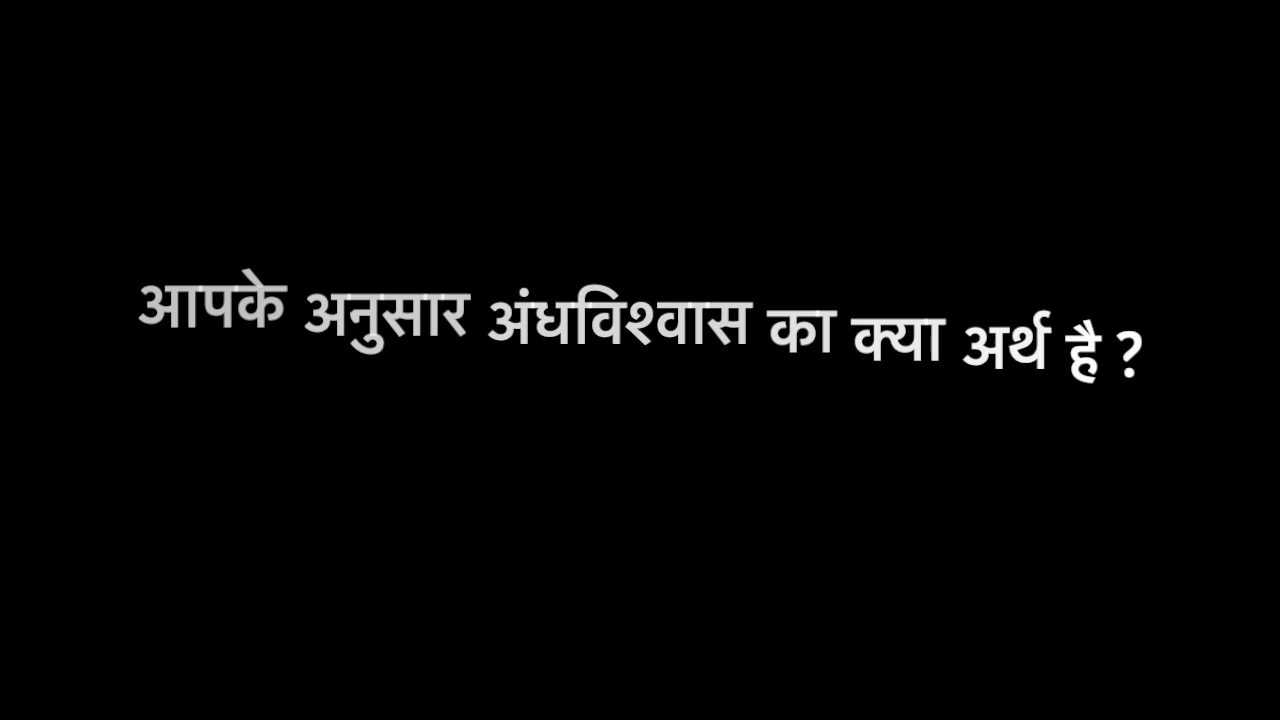 आपके अनुसार अंधविश्वास का क्या अर्थ है ?